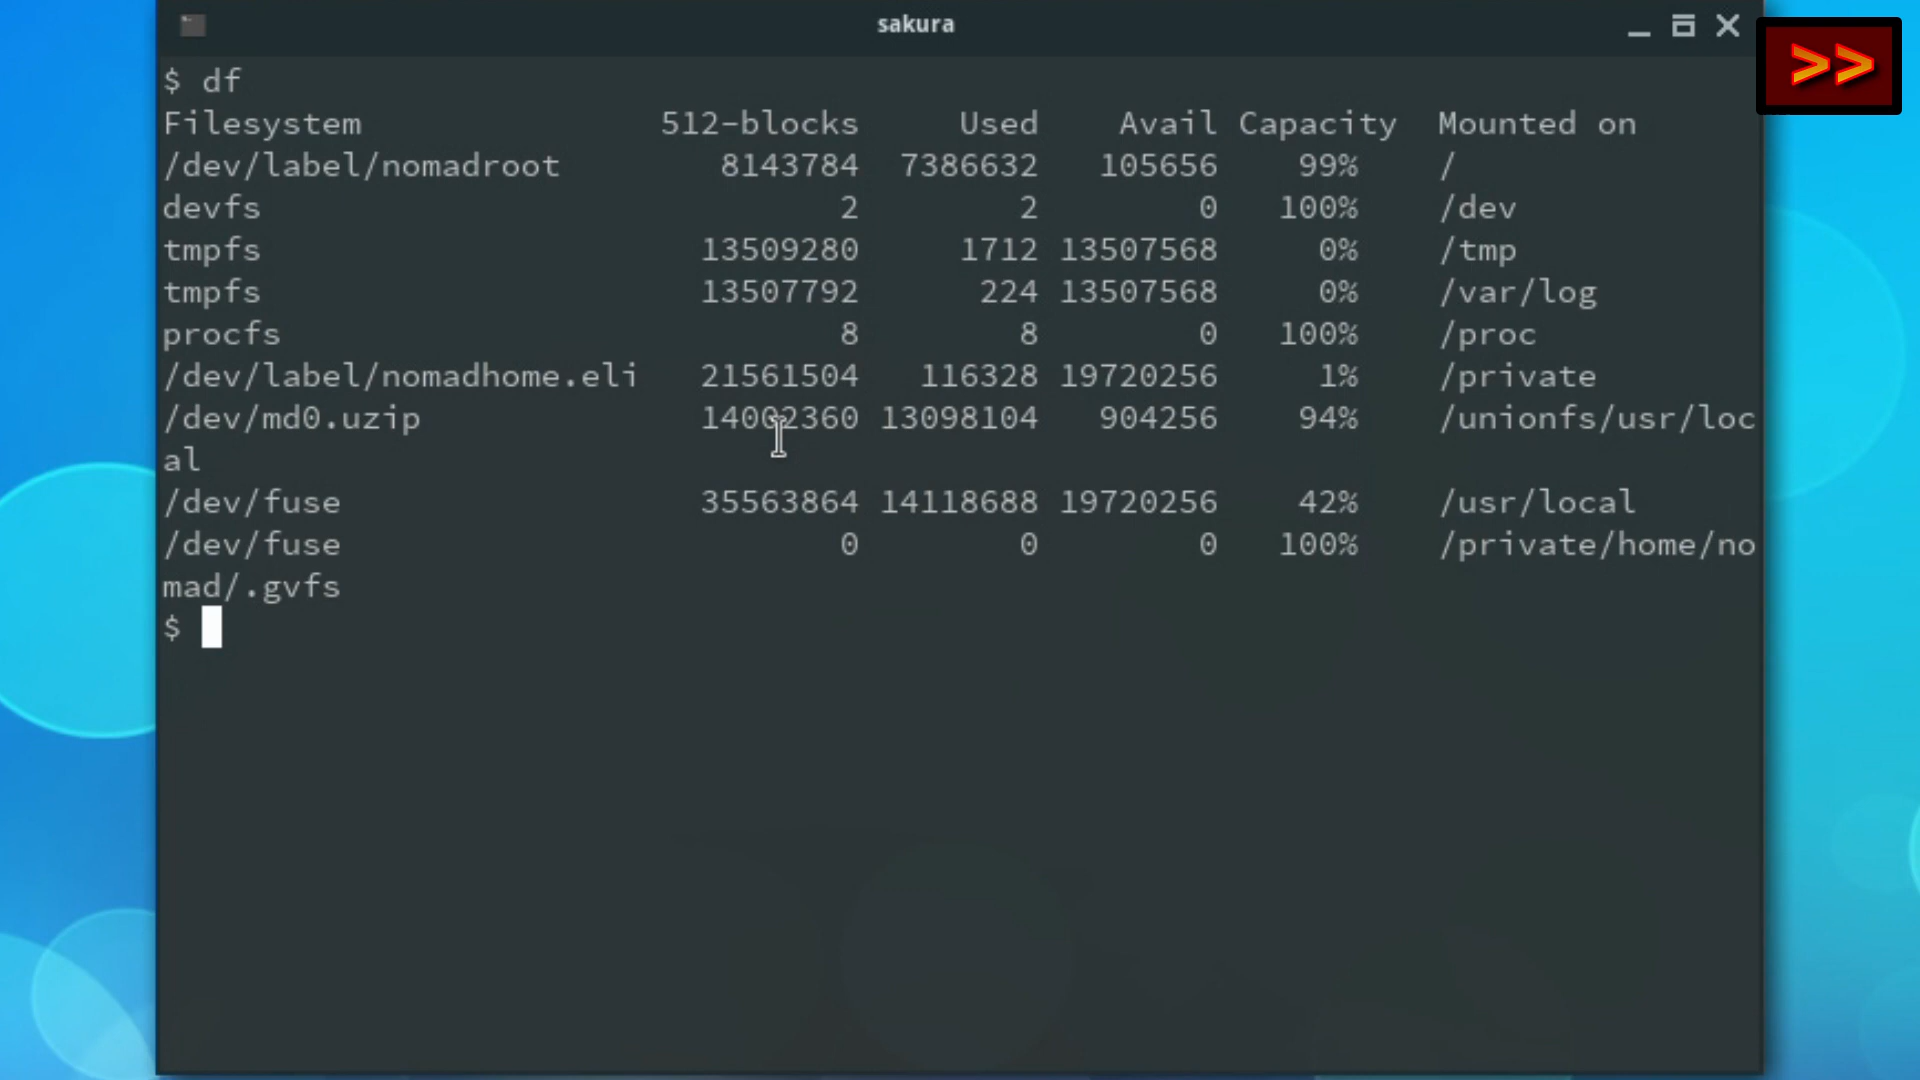 sakura
>>
$ df
Filesystem 512-blocks Used Avail Capacity Mounted on
/dev/label/nomadroot 8143784 7386632 105656 99% /
devfs 2 2 0 100% /dev
tmpfs 13509280 1712 13507568 0% /tmp
tmpfs 13507792 224 13507568 0% /var/log
procfs 8 8 0 100% /proc
/dev/label/nomadhome.eli 21561504 116328 19720256 1% /private
/dev/md0.uzip 14002360 13098104 904256 94% /unionfs/usr/loc
al
/dev/fuse 35563864 14118688 19720256 42% /usr/local
/dev/fuse 0 0 0 100% /private/home/no
mad/.gvfs
$